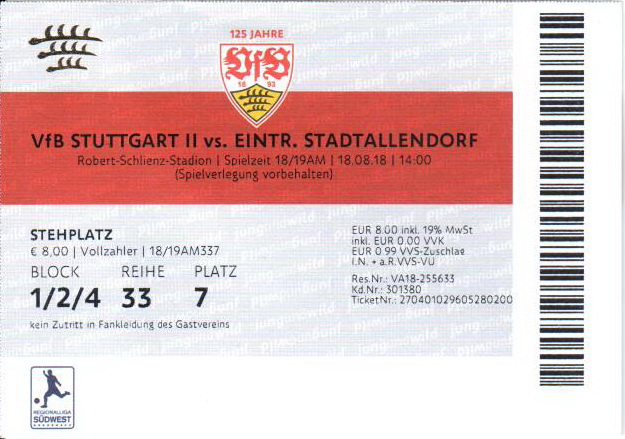 125 JAHRE
VfB
18 93
VfB STUTTGART II vs. EINTR. STADTALLENDORF
Robert-Schlienz-Stadion | Spielzeit 18/19AM | 18.08.18 | 14:00
(Spielverlegung vorbehalten)
STEHPLATZ
€ 8,00 | Vollzahler | 18/19AM337
BLOCK REIHE PLATZ
1/2/4 33 7
kein Zutritt in Fankleidung des Gastvereins
EUR 8.00 inkl. 19% MwSt
inkl. EUR 0.00 VVK
EUR 0.99 VVS-Zuschlag
I.N. + a.R.VVS-VU
Res.Nr.: VA18-255633
Kd.Nr.: 301380
TicketNr.: 270401029605280200
REGIONALLIGA
SÜDWEST